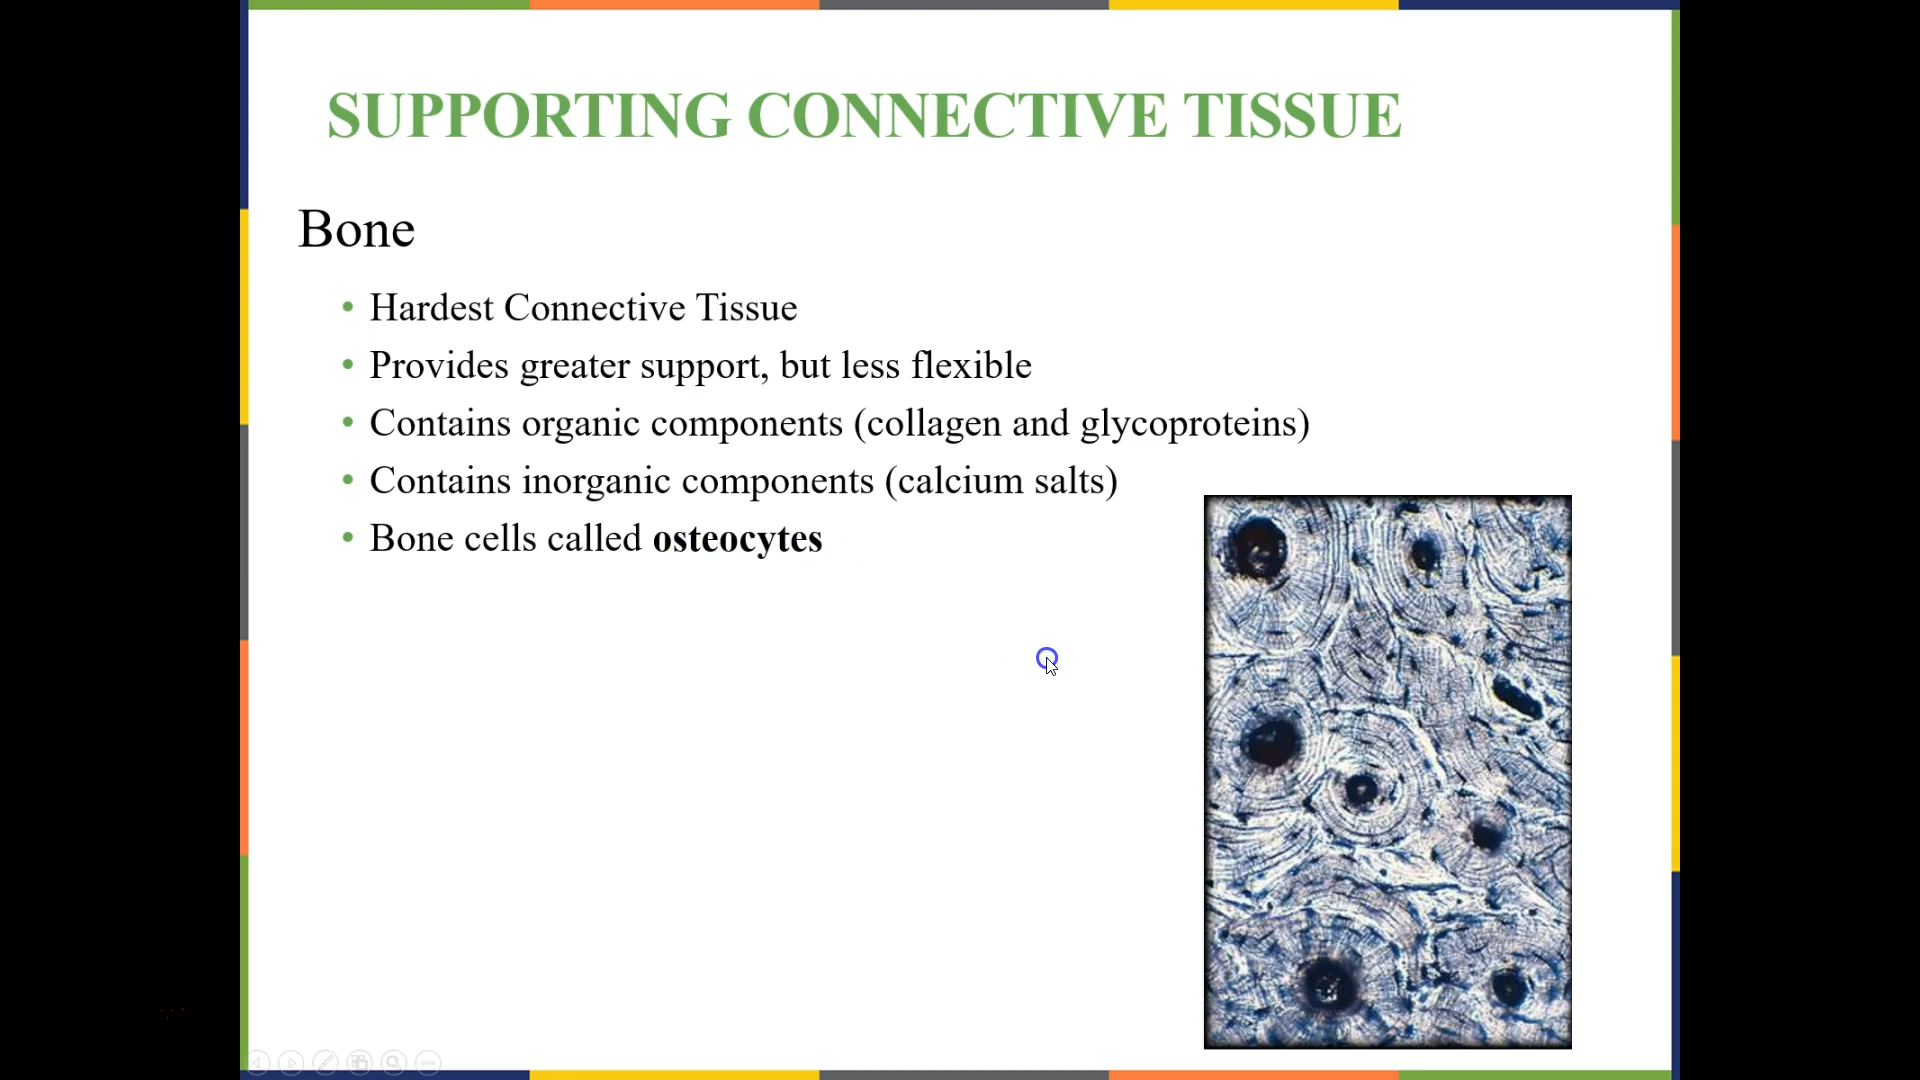 SUPPORTING CONNECTIVE TISSUE
Bone
• Hardest Connective Tissue
• Provides greater support, but less flexible
• Contains organic components (collagen and glycoproteins)
• Contains inorganic components (calcium salts)
• Bone cells called osteocytes